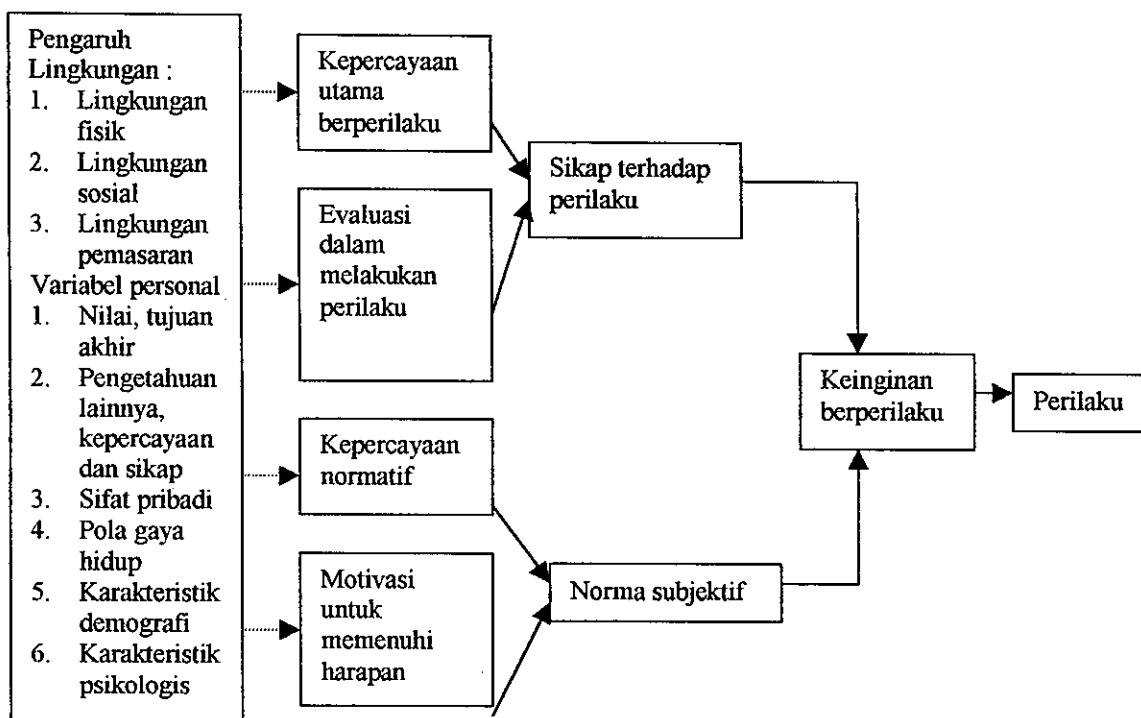 Pengaruh
Lingkungan :
1. Lingkungan
fisik
2. Lingkungan
sosial
3. Lingkungan
pemasaran
Variabel personal
1. Nilai, tujuan
akhir
2. Pengetahuan
lainnya,
kepercayaan
dan sikap
3. Sifat pribadi
4. Pola gaya
hidup
5. Karakteristik
demografi
6. Karakteristik
psikologis
Kepercayaan
utama
berperilaku
Evaluasi
dalam
melakukan
perilaku
Kepercayaan
normatif
Motivasi
untuk
memenuhi
harapan
Sikap terhadap
perilaku
Norma subjektif
Keinginan
berperilaku
Perilaku